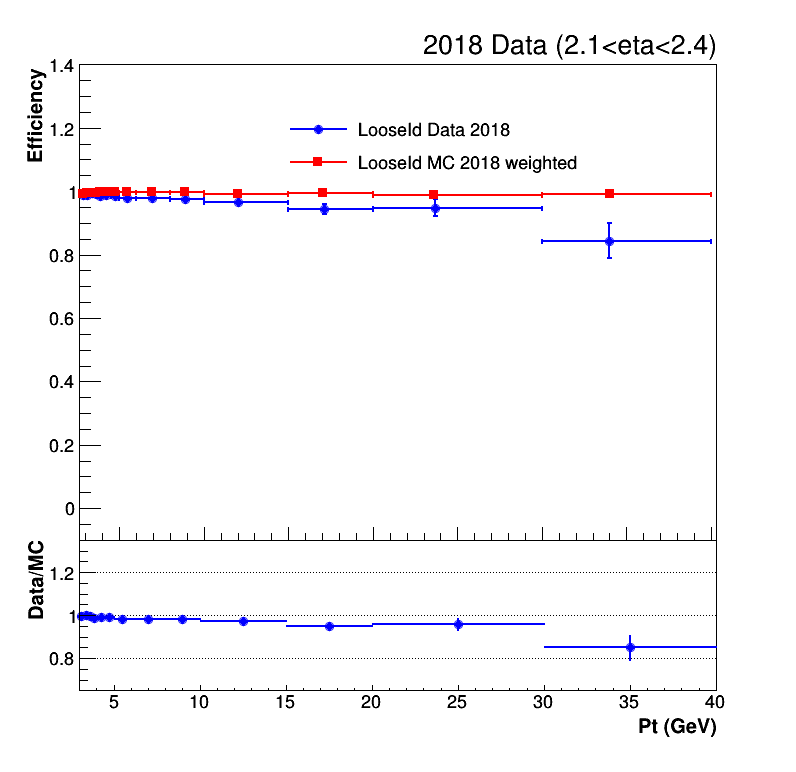 2018 Data (2.1<eta<2.4)
Efficiency
1.4
1.2
1
0.8
0.6
0.4
0.2
0
LooseId Data 2018
LooseId MC 2018 weighted
Data/MC
1.2
1
0.8
5 10 15 20 25 30 35 40
Pt (GeV)